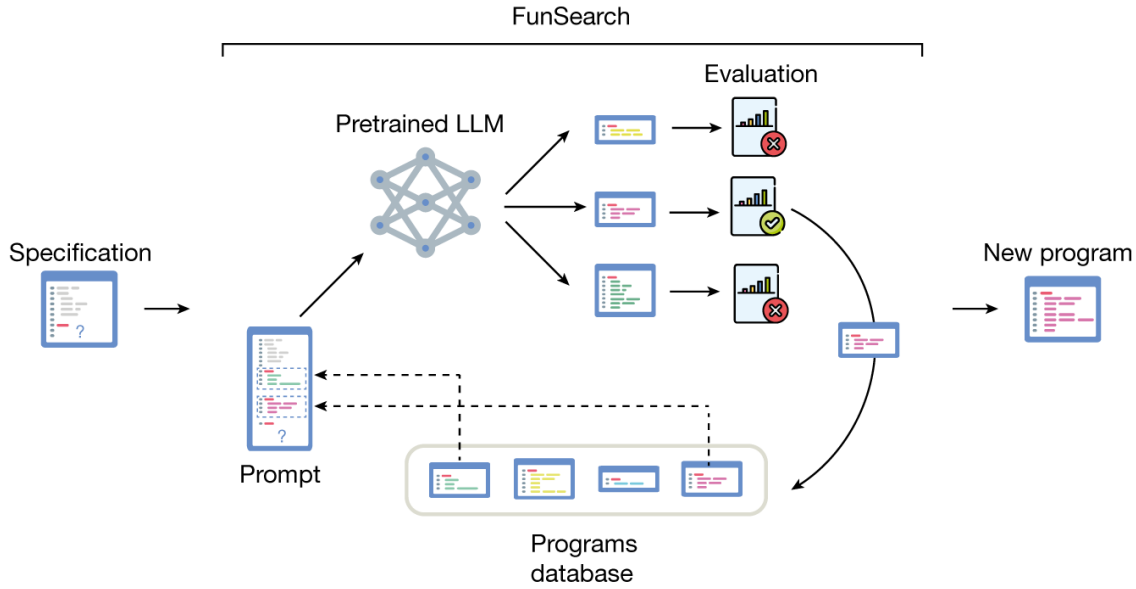 FunSearch
Evaluation
Pretrained LLM
Specification
New program
?
?
Prompt
Programs
database